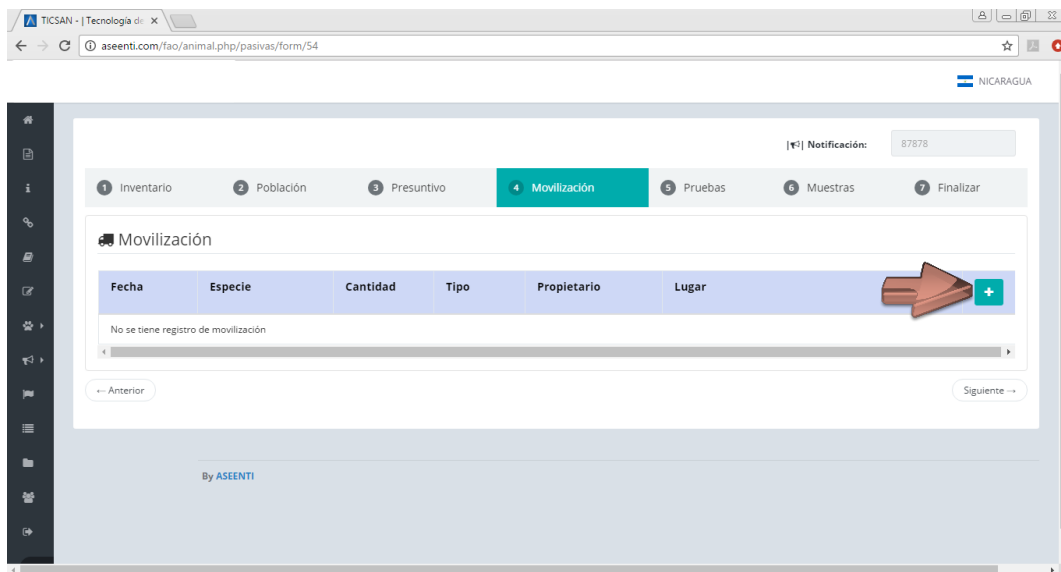 TICSAN - | Tecnología de
aseenti.com/fao/animal.php/pasivas/form/54
NICARAGUA
Notificación: 87878
1 Inventario 2 Población 3 Presuntivo 4 Movilización 5 Pruebas 6 Muestras 7 Finalizar
Movilización
Fecha Especie Cantidad Tipo Propietario Lugar
No se tiene registro de movilización
← Anterior Siguiente →
By ASEENTI